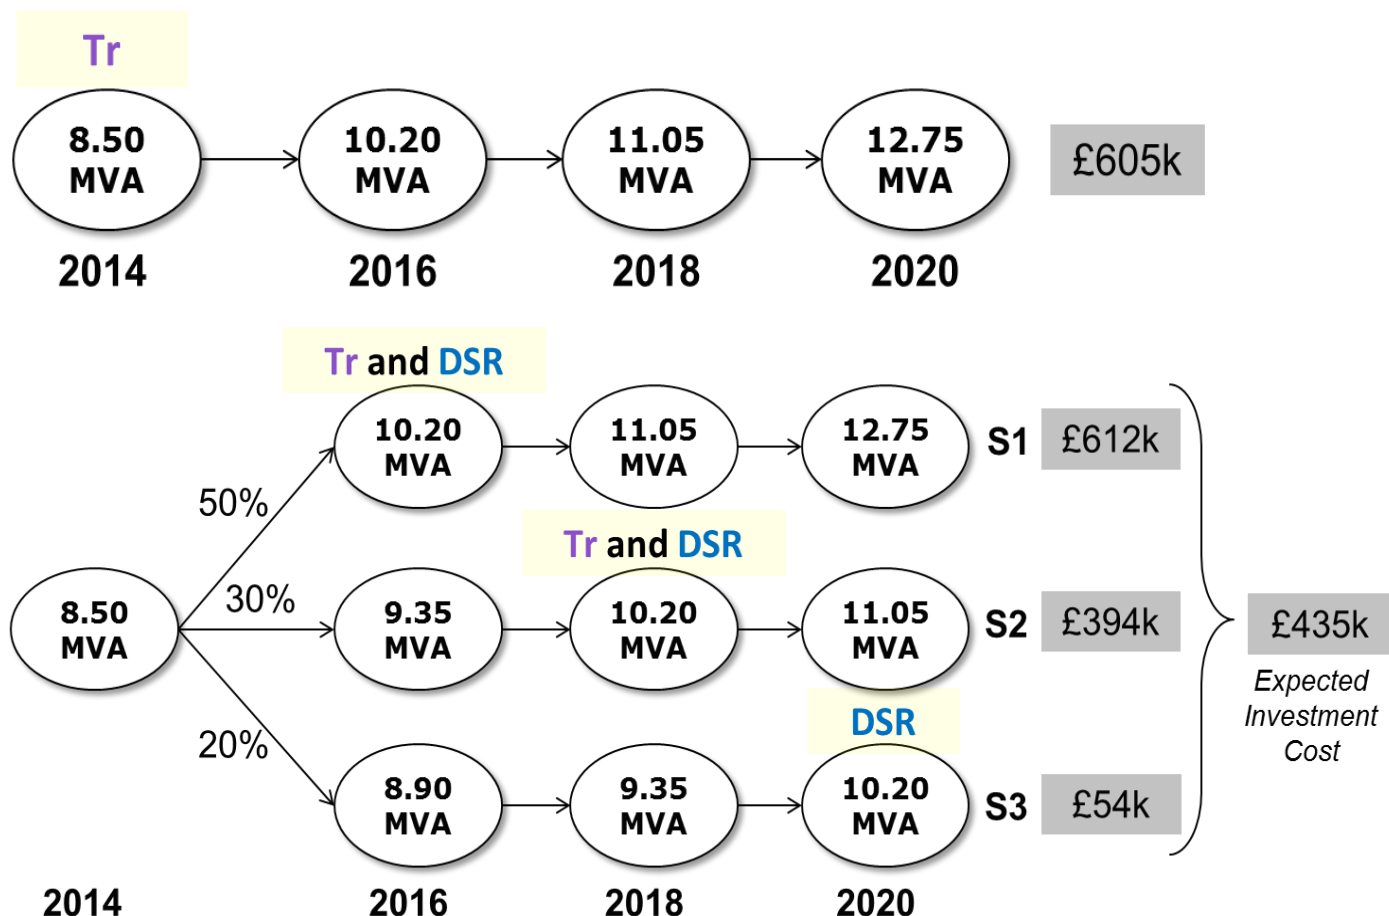 Tr
8.50
MVA
10.20
MVA
11.05
MVA
12.75
MVA
£605k
2014
2016
2018
2020
Tr and DSR
10.20
MVA
11.05
MVA
12.75
MVA
S1
£612k
50%
Tr and DSR
8.50
MVA
30%
9.35
MVA
10.20
MVA
11.05
MVA
S2
£394k
£435k
Expected
Investment
Cost
DSR
20%
8.90
MVA
9.35
MVA
10.20
MVA
S3
£54k
2014
2016
2018
2020